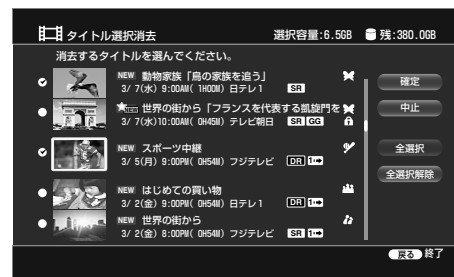 タイトル選択消去 選択容量:6.5GB 残:380.0GB
消去するタイトルを選んでください。
NEW 動物家族「鳥の家族を追う」
3/ 7(水) 9:00AM( 1H00M) 日テレ1 SR
世界の街から「フランスを代表する凱旋門を
3/ 7(水)10:00AM( 0H45M) テレビ朝日 SR GG
NEW スポーツ中継
3/ 5(月) 9:00PM( 0H54M) フジテレビ DR 1
NEW はじめての買い物
3/ 2(金) 9:00PM( 0H54M) 日テレ1 DR 1
NEW 世界の街から
3/ 2(金) 8:00PM( 0H54M) フジテレビ SR 1
確定
中止
全選択
全選択解除
戻る 終了